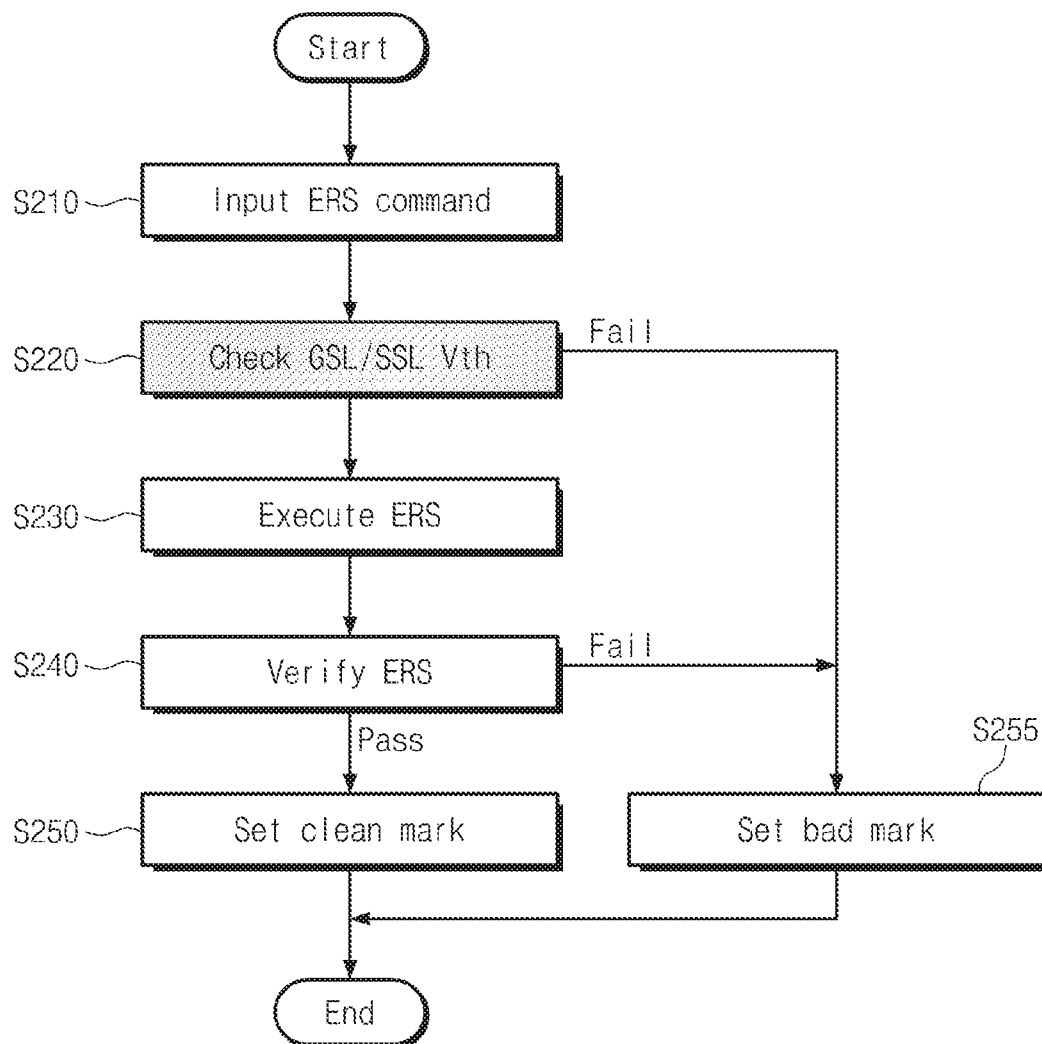 Start
S210
Input ERS command
S220
Check GSL/SSL Vth
Fail
S230
Execute ERS
S240
Verify ERS
Fail
Pass
S255
S250
Set clean mark
Set bad mark
End